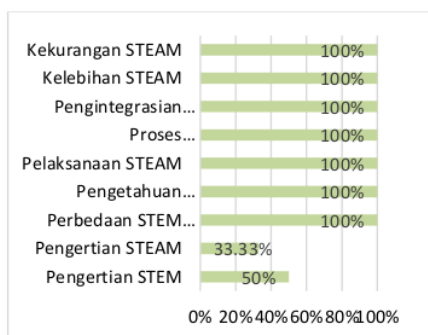 Kekurangan STEAM 100%
Kelebihan STEAM 100%
Pengintegrasian... 100%
Proses... 100%
Pelaksanaan STEAM 100%
Pengetahuan... 100%
Perbedaan STEM... 100%
Pengertian STEAM 33.33%
Pengertian STEM 50%
0% 20% 40% 60% 80% 100%